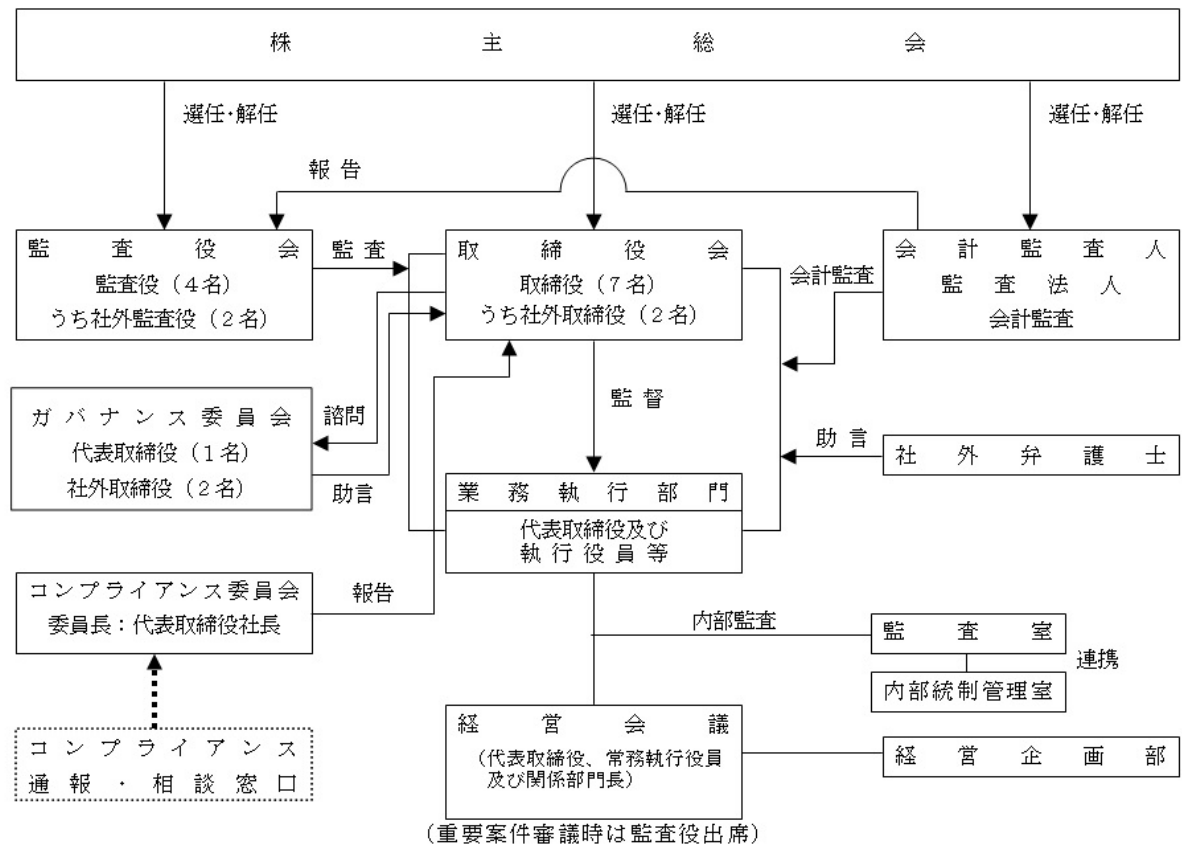 株主総会
選任・解任
選任・解任
選任・解任
報告
監査役会
監査役（４名）
うち社外監査役（２名）
監査
取締役会
取締役（７名）
うち社外取締役（２名）
会計監査
会計監査人
監査法人
会計監査
監督
ガバナンス委員会
代表取締役（１名）
社外取締役（２名）
諮問
助言
助言
社外弁護士
業務執行部門
代表取締役及び
執行役員等
コンプライアンス委員会
委員長：代表取締役社長
報告
内部監査
監査室
連携
内部統制管理室
コンプライアンス
通報・相談窓口
経営会議
（代表取締役、常務執行役員
及び関係部門長）
経営企画部
（重要案件審議時は監査役出席）